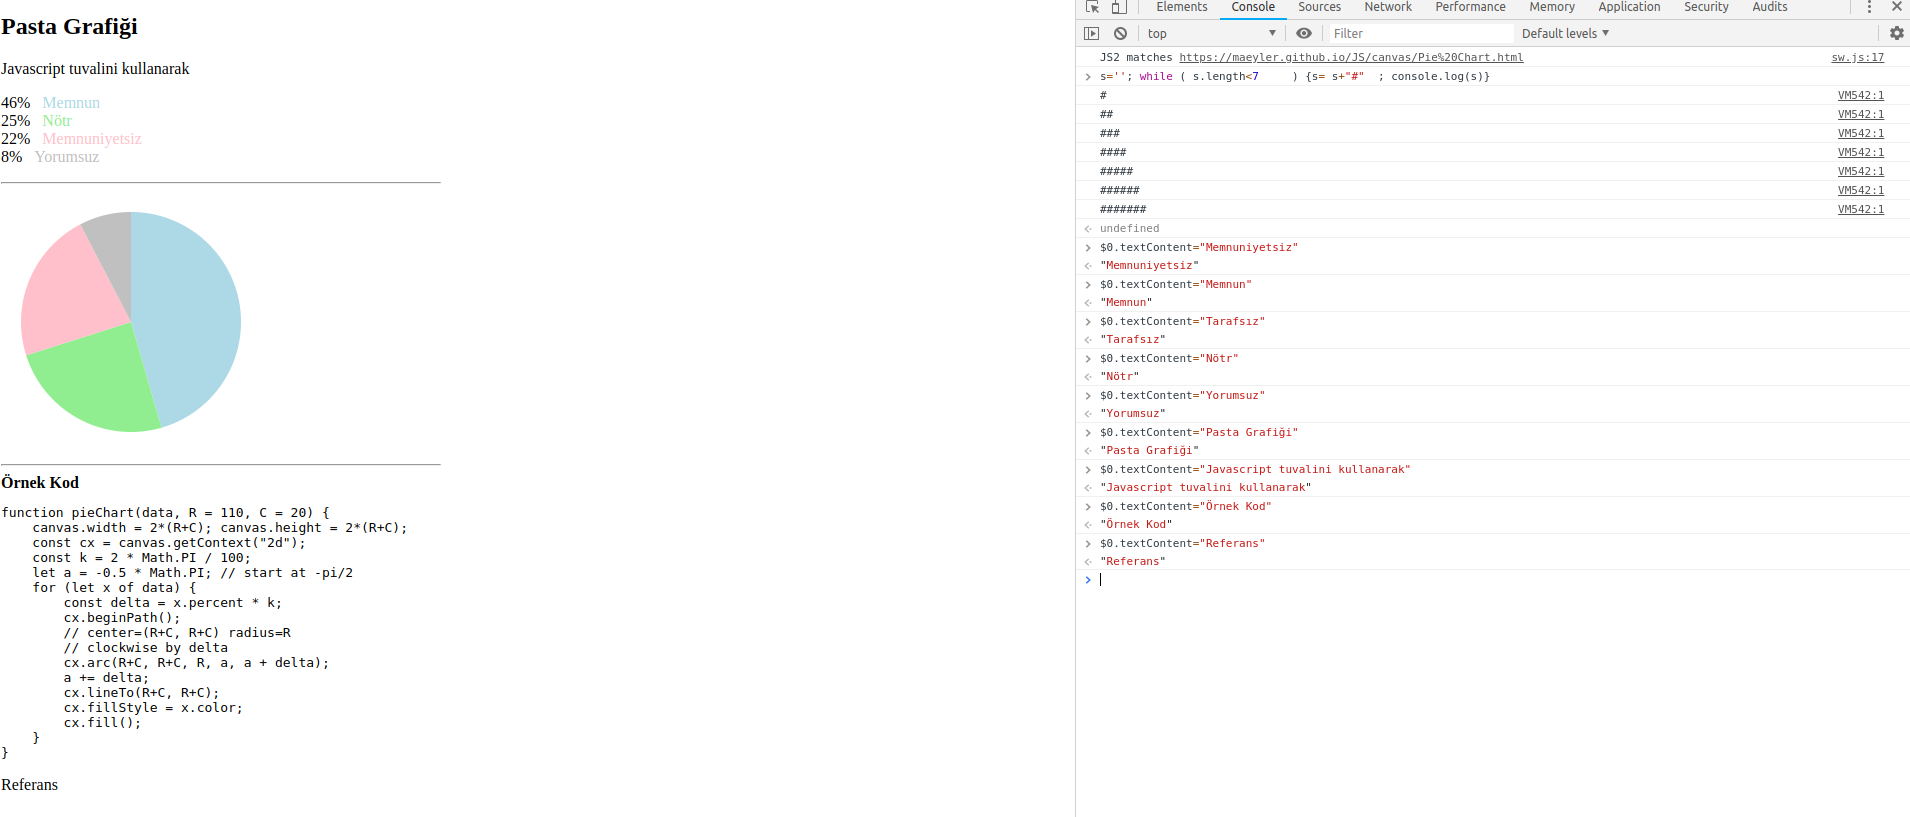 Pasta Grafiği
Javascript tuvalini kullanarak
46% Memnun
25% Nötr
22% Memnuniyetsiz
8% Yorumsuz
Örnek Kod
function pieChart(data, R = 110, C = 20) {
    canvas.width = 2*(R+C); canvas.height = 2*(R+C);
    const cx = canvas.getContext("2d");
    const k = 2 * Math.PI / 100;
    let a = -0.5 * Math.PI; // start at -pi/2
    for (let x of data) {
        const delta = x.percent * k;
        cx.beginPath();
        // center=(R+C, R+C) radius=R
        // clockwise by delta
        cx.arc(R+C, R+C, R, a, a + delta);
        a += delta;
        cx.lineTo(R+C, R+C);
        cx.fillStyle = x.color;
        cx.fill();
    }
}
Referans
Elements Console Sources Network Performance Memory Application Security Audits
top Filter Default levels
JS2 matches https://maeyler.github.io/JS/canvas/Pie%20Chart.html sw.js:17
s=''; while ( s.length<7     ) {s= s+"#"  ; console.log(s)}
# VM542:1
## VM542:1
### VM542:1
#### VM542:1
##### VM542:1
###### VM542:1
####### VM542:1
undefined
$0.textContent="Memnuniyetsiz"
"Memnuniyetsiz"
$0.textContent="Memnun"
"Memnun"
$0.textContent="Tarafsız"
"Tarafsız"
$0.textContent="Nötr"
"Nötr"
$0.textContent="Yorumsuz"
"Yorumsuz"
$0.textContent="Pasta Grafiği"
"Pasta Grafiği"
$0.textContent="Javascript tuvalini kullanarak"
"Javascript tuvalini kullanarak"
$0.textContent="Örnek Kod"
"Örnek Kod"
$0.textContent="Referans"
"Referans"